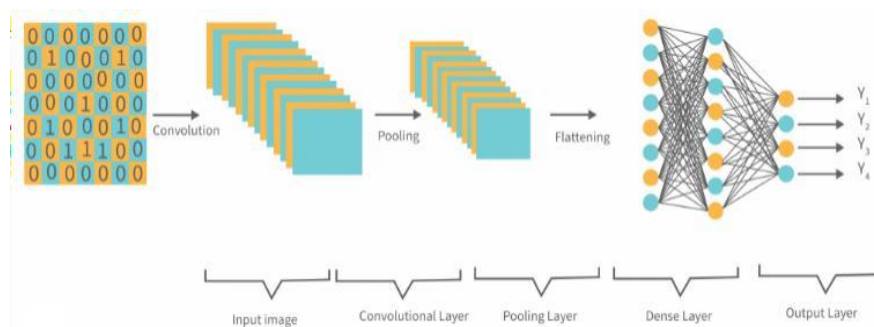 0 0 0 0 0 0 0
0 1 0 0 0 1 0
0 0 0 0 0 0 0
0 0 0 1 0 0 0
0 1 0 0 0 1 0
0 0 1 1 1 0 0
0 0 0 0 0 0 0
Convolution
Pooling
Flattening
Y1
Y2
Y3
Y4
Input image
Convolutional Layer
Pooling Layer
Dense Layer
Output Layer